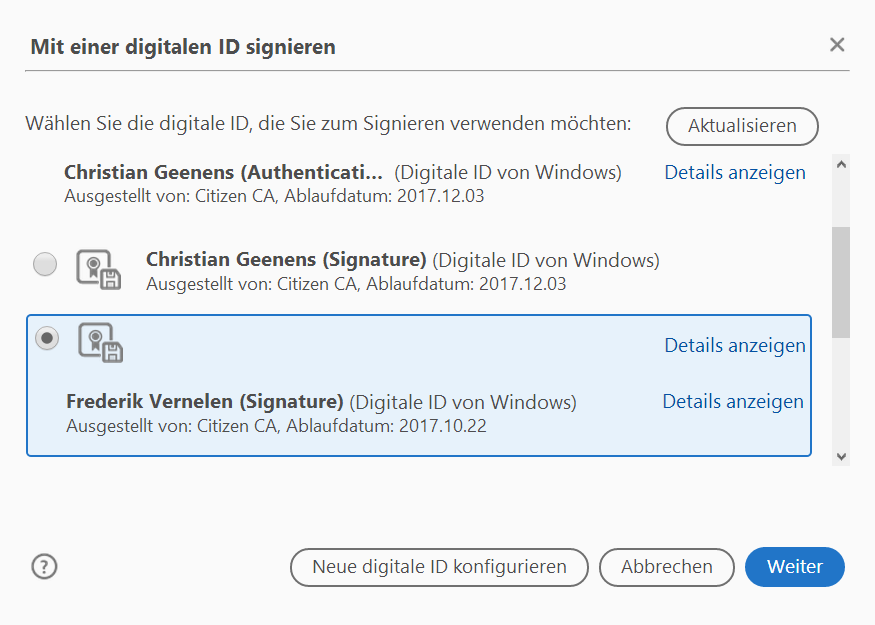 Mit einer digitalen ID signieren
Wählen Sie die digitale ID, die Sie zum Signieren verwenden möchten:
Aktualisieren
Christian Geenens (Authenticati... (Digitale ID von Windows)
Details anzeigen
Ausgestellt von: Citizen CA, Ablaufdatum: 2017.12.03
Christian Geenens (Signature) (Digitale ID von Windows)
Ausgestellt von: Citizen CA, Ablaufdatum: 2017.12.03
Details anzeigen
Frederik Vernelen (Signature) (Digitale ID von Windows)
Details anzeigen
Ausgestellt von: Citizen CA, Ablaufdatum: 2017.10.22
?
Neue digitale ID konfigurieren
Abbrechen
Weiter